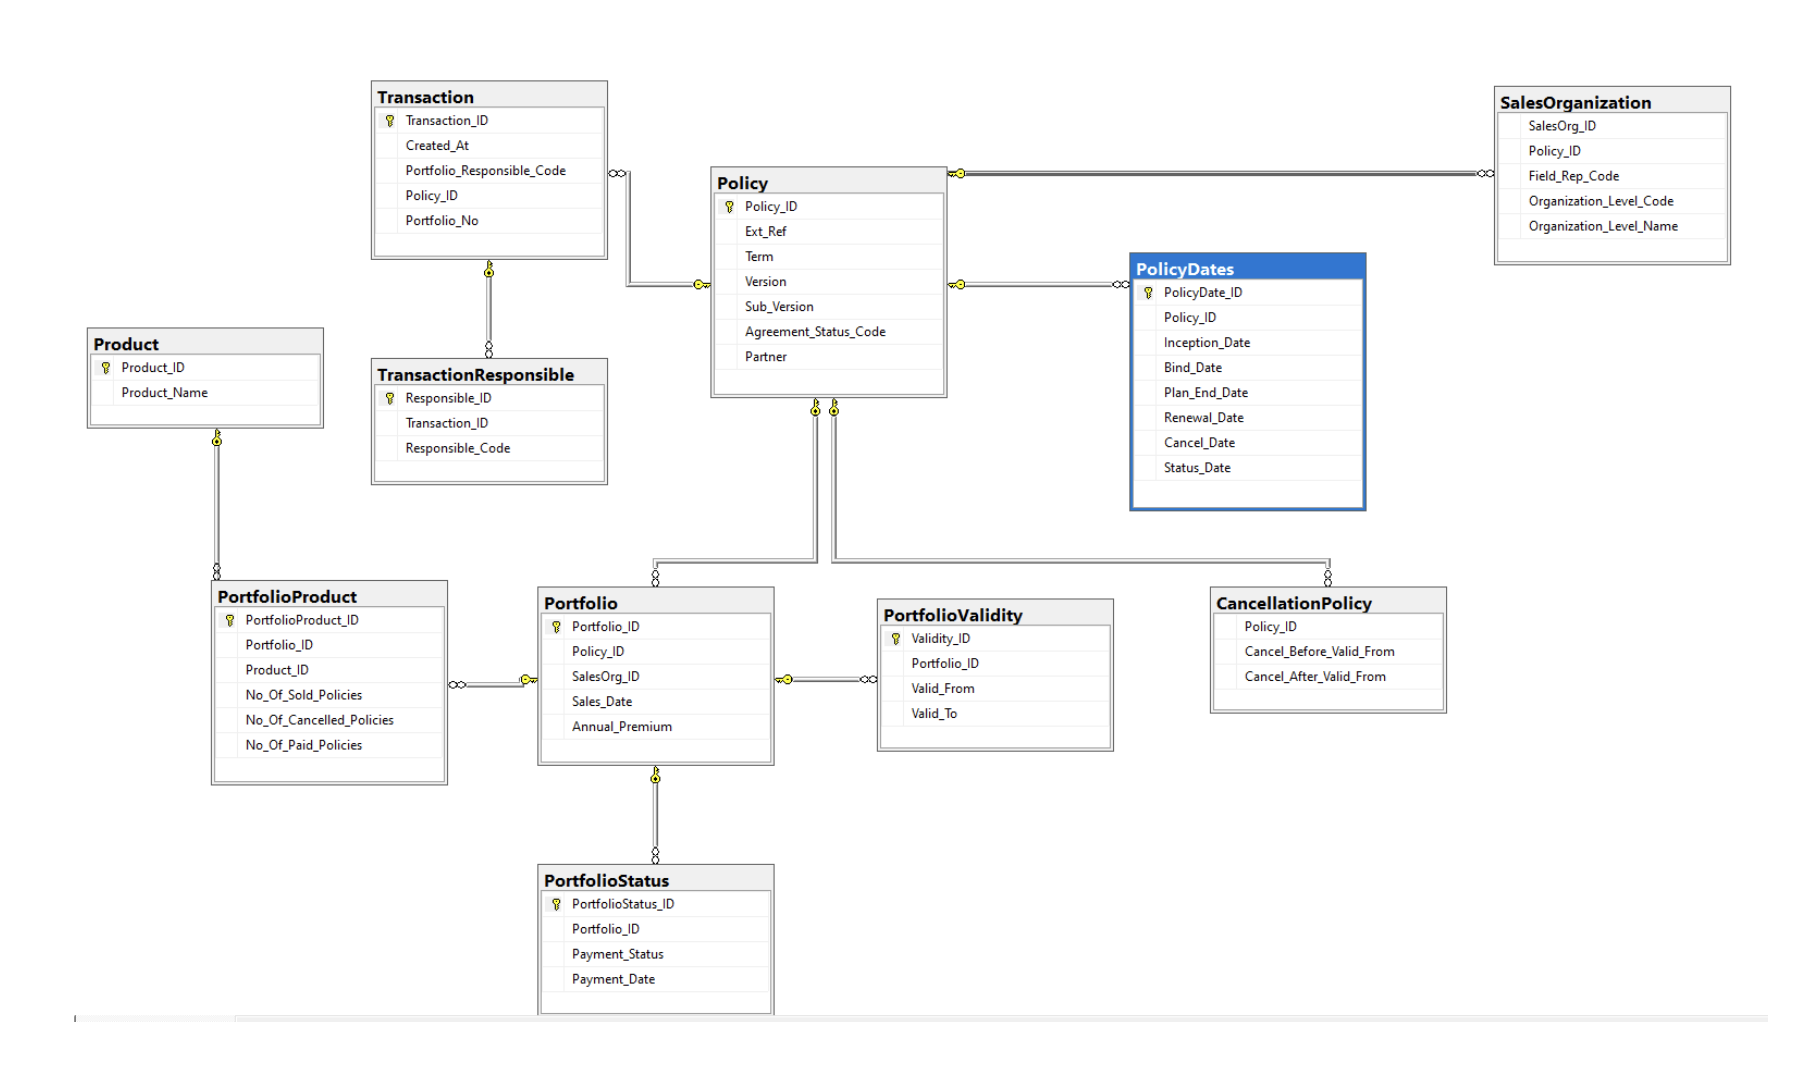 Transaction
Transaction_ID
Created_At
Portfolio_Responsible_Code
Policy_ID
Portfolio_No
SalesOrganization
SalesOrg_ID
Policy_ID
Field_Rep_Code
Organization_Level_Code
Organization_Level_Name
Policy
Policy_ID
Ext_Ref
Term
Version
Sub_Version
Agreement_Status_Code
Partner
PolicyDates
PolicyDate_ID
Policy_ID
Inception_Date
Bind_Date
Plan_End_Date
Renewal_Date
Cancel_Date
Status_Date
Product
Product_ID
Product_Name
TransactionResponsible
Responsible_ID
Transaction_ID
Responsible_Code
PortfolioProduct
PortfolioProduct_ID
Portfolio_ID
Product_ID
No_Of_Sold_Policies
No_Of_Cancelled_Policies
No_Of_Paid_Policies
Portfolio
Portfolio_ID
Policy_ID
SalesOrg_ID
Sales_Date
Annual_Premium
PortfolioValidity
Validity_ID
Portfolio_ID
Valid_From
Valid_To
CancellationPolicy
Policy_ID
Cancel_Before_Valid_From
Cancel_After_Valid_From
PortfolioStatus
PortfolioStatus_ID
Portfolio_ID
Payment_Status
Payment_Date